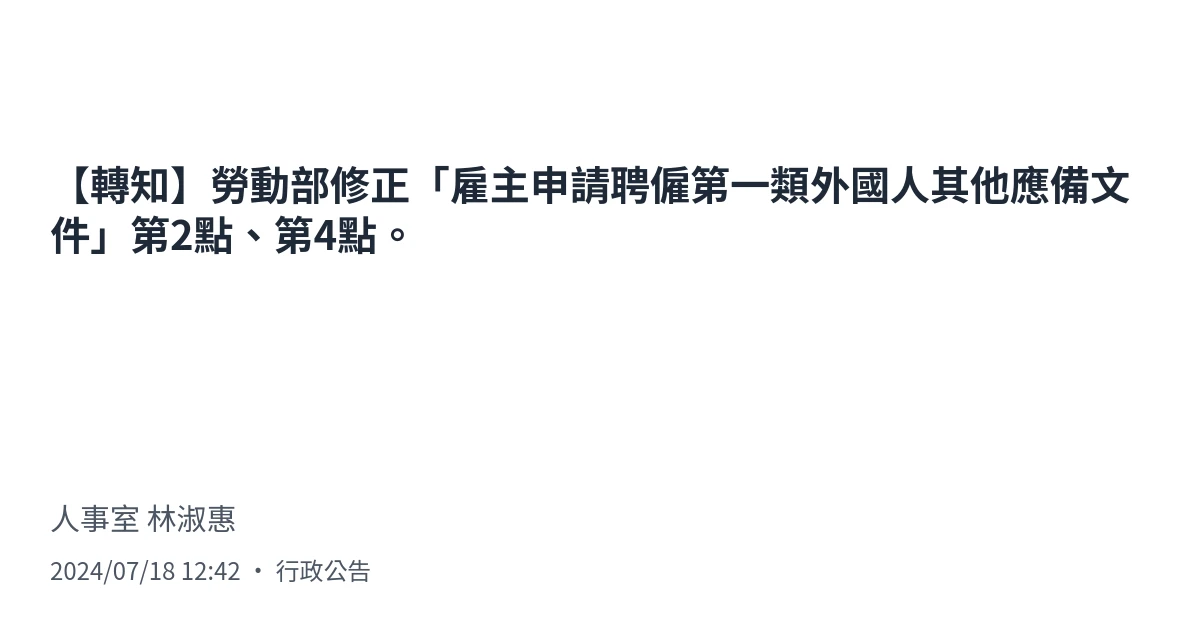 【轉知】勞動部修正「雇主申請聘僱第一類外國人其他應備文
件」第2點、第4點。
人事室 林淑惠
2024/07/18 12:42 • 行政公告